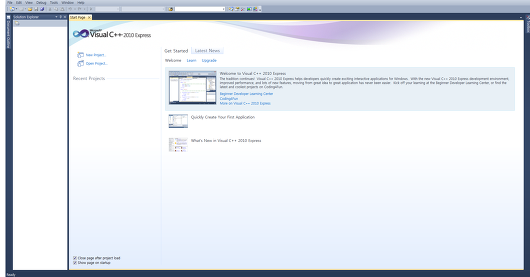 File Edit View Debug Tools Window Help
Solution Explorer
Start Page
Visual C++ 2010 Express
New Project...
Open Project...
Recent Projects
Get Started Latest News
Welcome Learn Upgrade
Welcome to Visual C++ 2010 Express
The tradition continues! Visual C++ 2010 Express helps developers quickly create exciting interactive applications for Windows. With the new Visual C++ Express development environment,
improved performance, and lots of new features, moving from great idea to great application has never been easier. Kick off your learning at the Beginner Developer Learning Center, or find the
latest and coolest projects on Coding4Fun!
Beginner Developer Learning Center
Coding4Fun
More on Visual C++ 2010 Express
Quickly Create Your First Application
What's New in Visual C++ 2010 Express
Close page after project load
Show page on startup
Ready